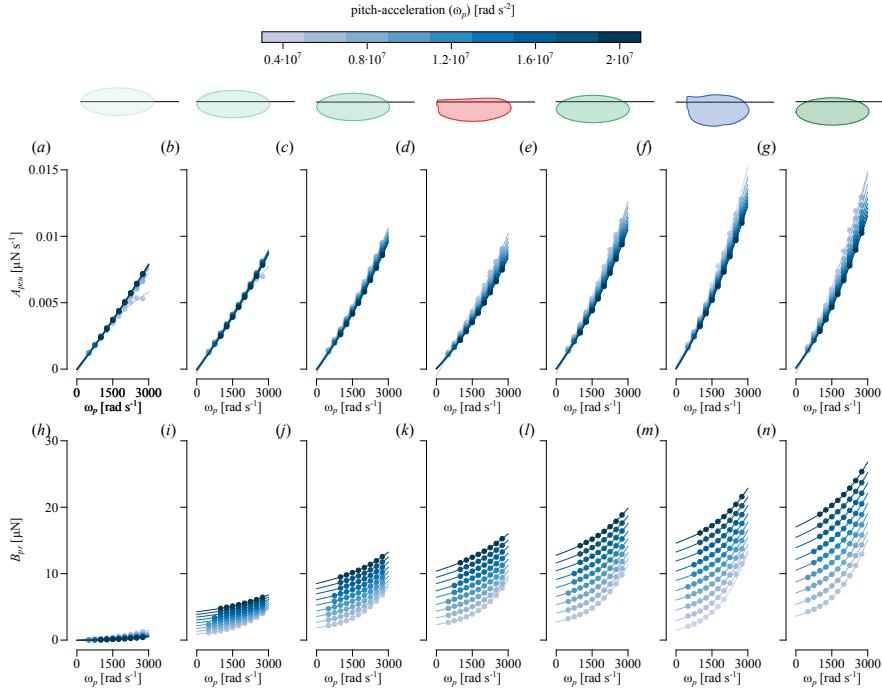 pitch-acceleration (ωp) [rad s-2]
0.4·10⁷ 0.8·10⁷ 1.2·10⁷ 1.6·10⁷ 2·10⁷
(a) (b) (c) (d) (e) (f) (g)
0.015
0.010
0.005
0
Apωα [µN s-1]
0 1500 3000 0 1500 3000 0 1500 3000 0 1500 3000 0 1500 3000 0 1500 3000 0 1500 3000
ωp [rad s-1] ωp [rad s-1] ωp [rad s-1] ωp [rad s-1] ωp [rad s-1] ωp [rad s-1] ωp [rad s-1]
(h) (i) (j) (k) (l) (m) (n)
30
20
10
0
Bpr, [µN]
0 1500 3000 0 1500 3000 0 1500 3000 0 1500 3000 0 1500 3000 0 1500 3000 0 1500 3000
ωp [rad s-1] ωp [rad s-1] ωp [rad s-1] ωp [rad s-1] ωp [rad s-1] ωp [rad s-1] ωp [rad s-1]